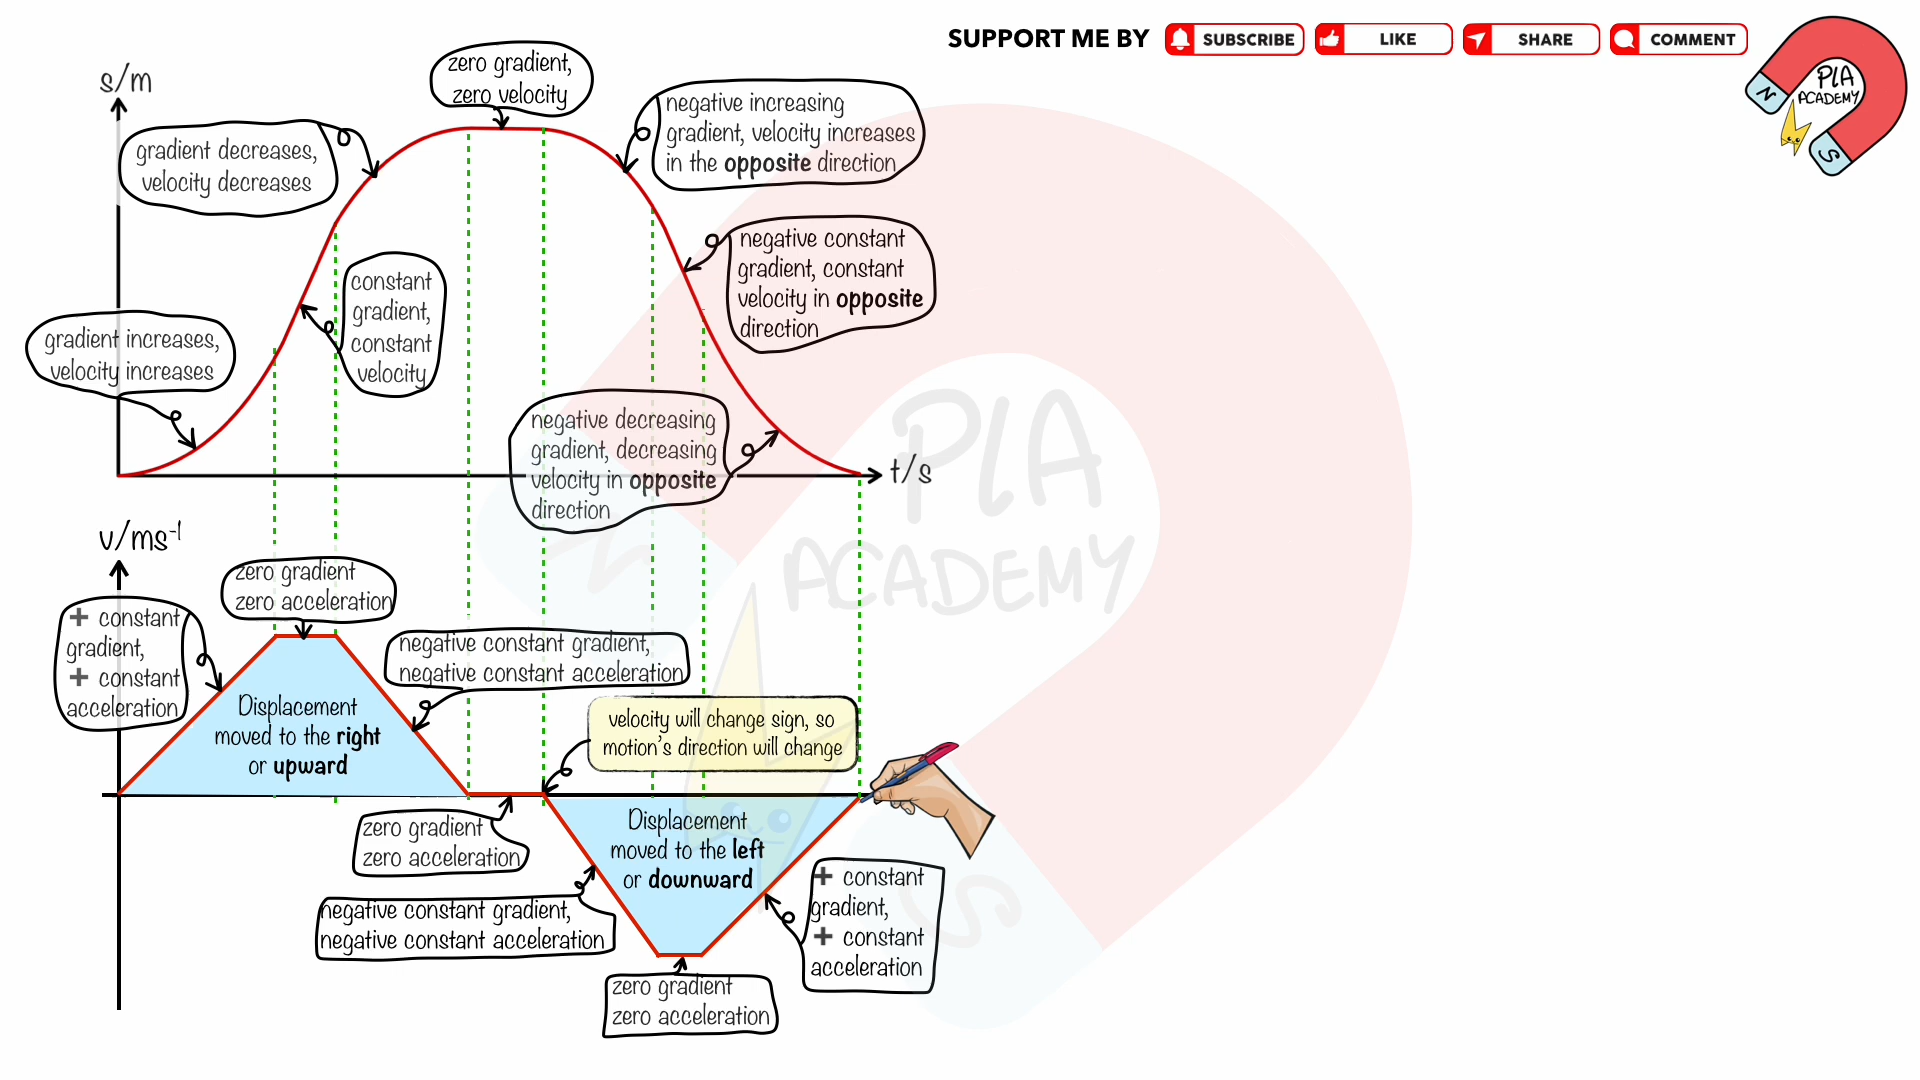 SUPPORT ME BY
SUBSCRIBE
LIKE
SHARE
COMMENT
PLA
ACADEMY
N
S
s/m
zero gradient,
zero velocity
gradient decreases,
velocity decreases
negative increasing
gradient, velocity increases
in the opposite direction
constant
gradient,
constant
velocity
negative constant
gradient, constant
velocity in opposite
direction
gradient increases,
velocity increases
negative decreasing
gradient, decreasing
velocity in opposite
direction
t/s
PLA
ACADEMY
N
S
v/ms⁻¹
zero gradient
zero acceleration
+ constant
gradient,
+ constant
acceleration
negative constant gradient,
negative constant acceleration
Displacement
moved to the right
or upward
velocity will change sign, so
motion's direction will change
zero gradient
zero acceleration
Displacement
moved to the left
or downward
negative constant gradient,
negative constant acceleration
+ constant
gradient,
+ constant
acceleration
zero gradient
zero acceleration